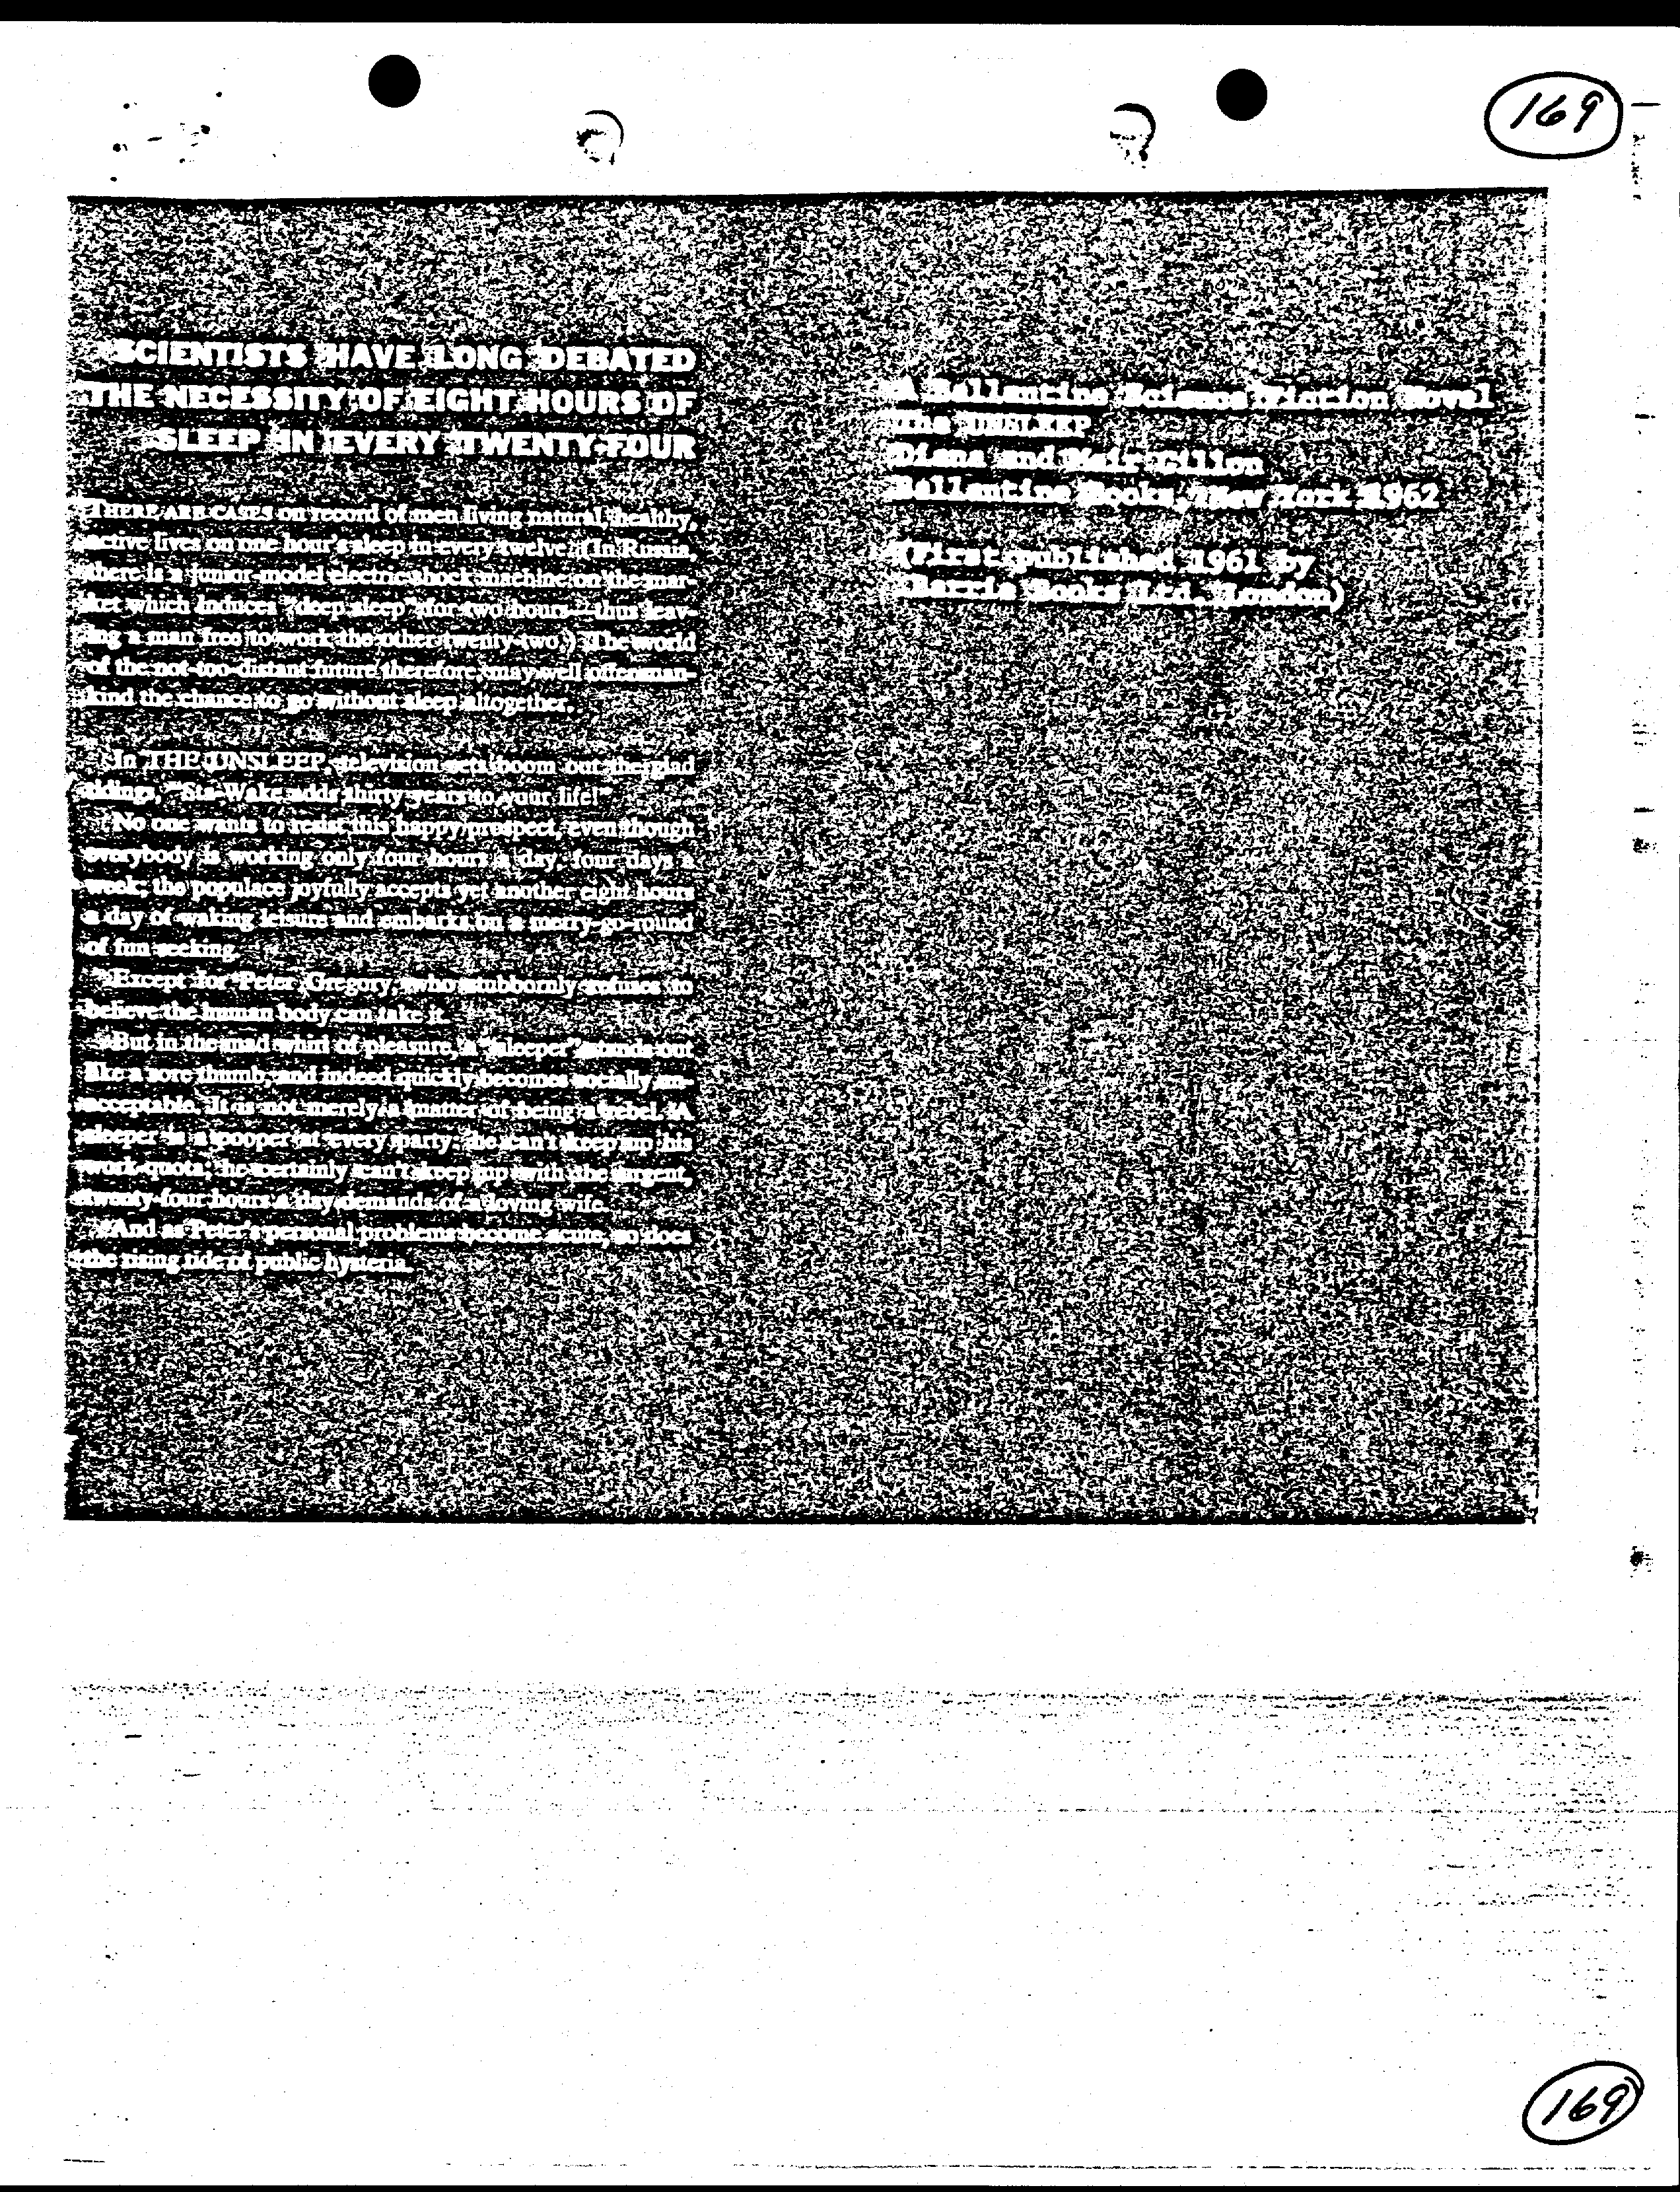 169
SCIENTISTS HAVE LONG DEBATED
THE NECESSITY OF EIGHT HOURS OF
SLEEP IN EVERY TWENTY-FOUR
THERE ARE CASES on record of men living natural, healthy,
active lives on one hour's sleep in every twelve. (In Russia,
there is a junior-model electric shock machine on the mar-
ket which induces "deep sleep" for two hours—thus leav-
ing a man free to work the other twenty-two.) The world
of the not-too-distant future therefore, may well offer man-
kind the chance to go without sleep altogether.
In THE UNSLEEP, television sets boom out the glad
tidings, "Sta-Wake adds thirty years to your life!"
No one wants to resist this happy prospect, even though
everybody is working only four hours a day, four days a
week; the populace joyfully accepts yet another eight hours
a day of waking leisure and embarks on a merry-go-round
of fun seeking.
Except for Peter Gregory, who stubbornly refuses to
believe the human body can take it.
But in the mad whirl of pleasure, a "sleeper" stands out
like a sore thumb, and indeed quickly becomes socially un-
acceptable. It is not merely a matter of being a rebel. A
sleeper is a pooper at every party; he can't keep up his
work-quota; he certainly can't keep up with the urgent,
twenty-four hours a day demands of a loving wife.
And as Peter's personal problems become acute, so does
the rising tide of public hysteria.
A Ballantine Science Fiction Novel
The UNSLEEP
Diana and Meir Gillon
Ballantine Books, New York 1962
(First published 1961 by
Barrie Books Ltd. London)
169